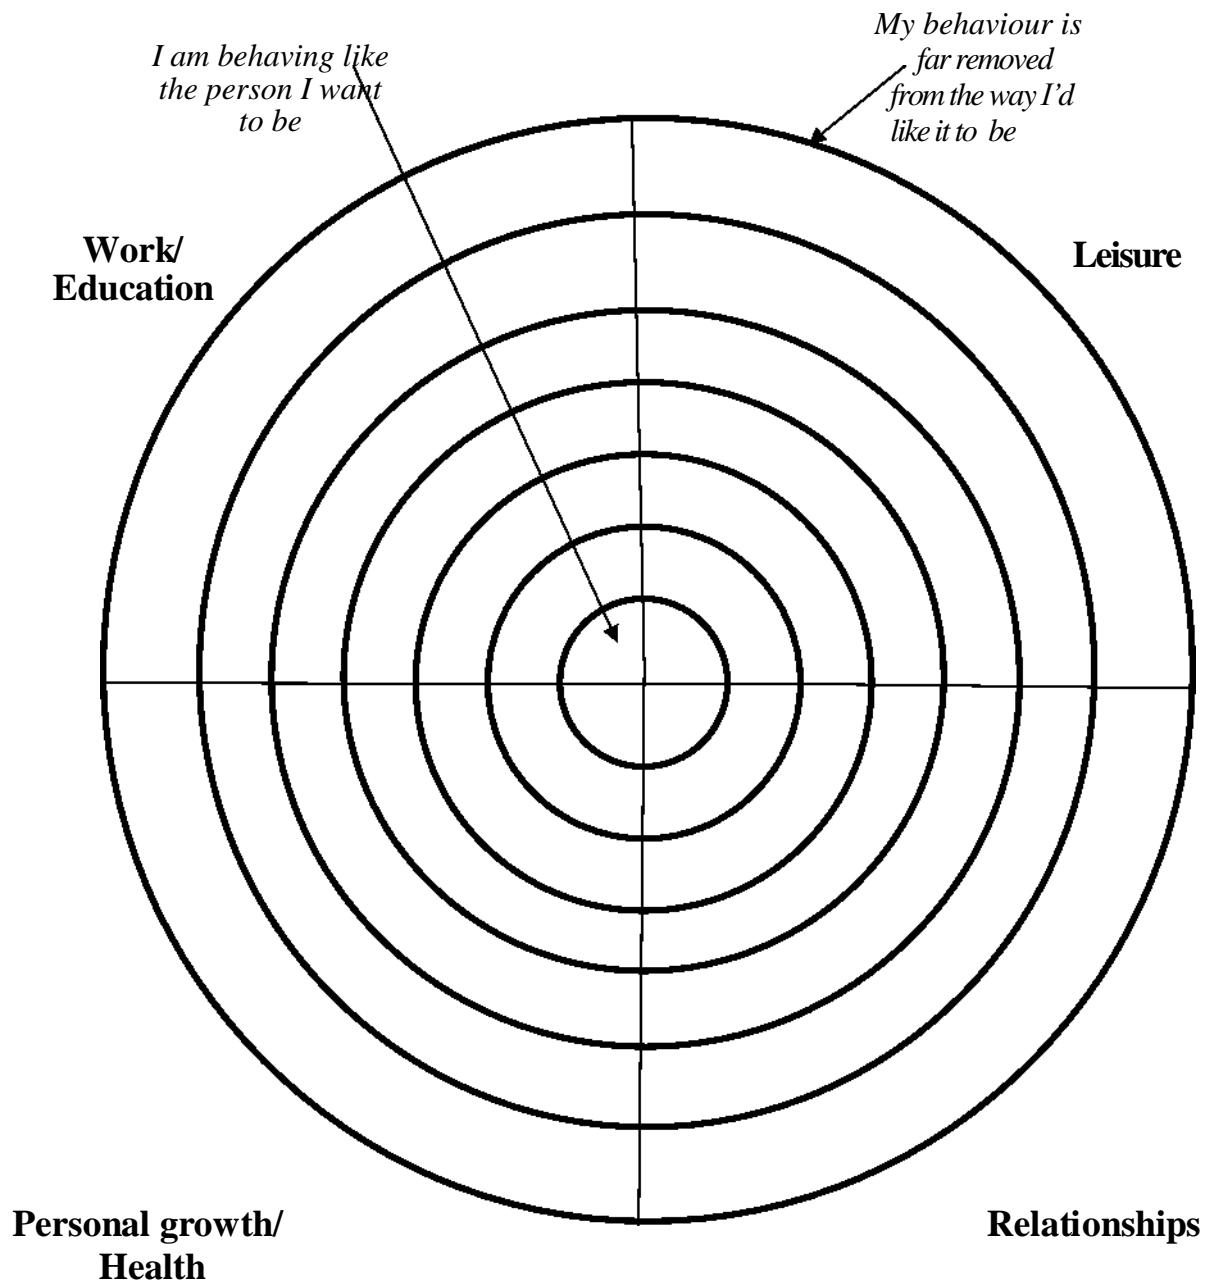 I am behaving like
the person I want
to be
My behaviour is
far removed
from the way I'd
like it to be
Work/
Education
Leisure
Personal growth/
Health
Relationships